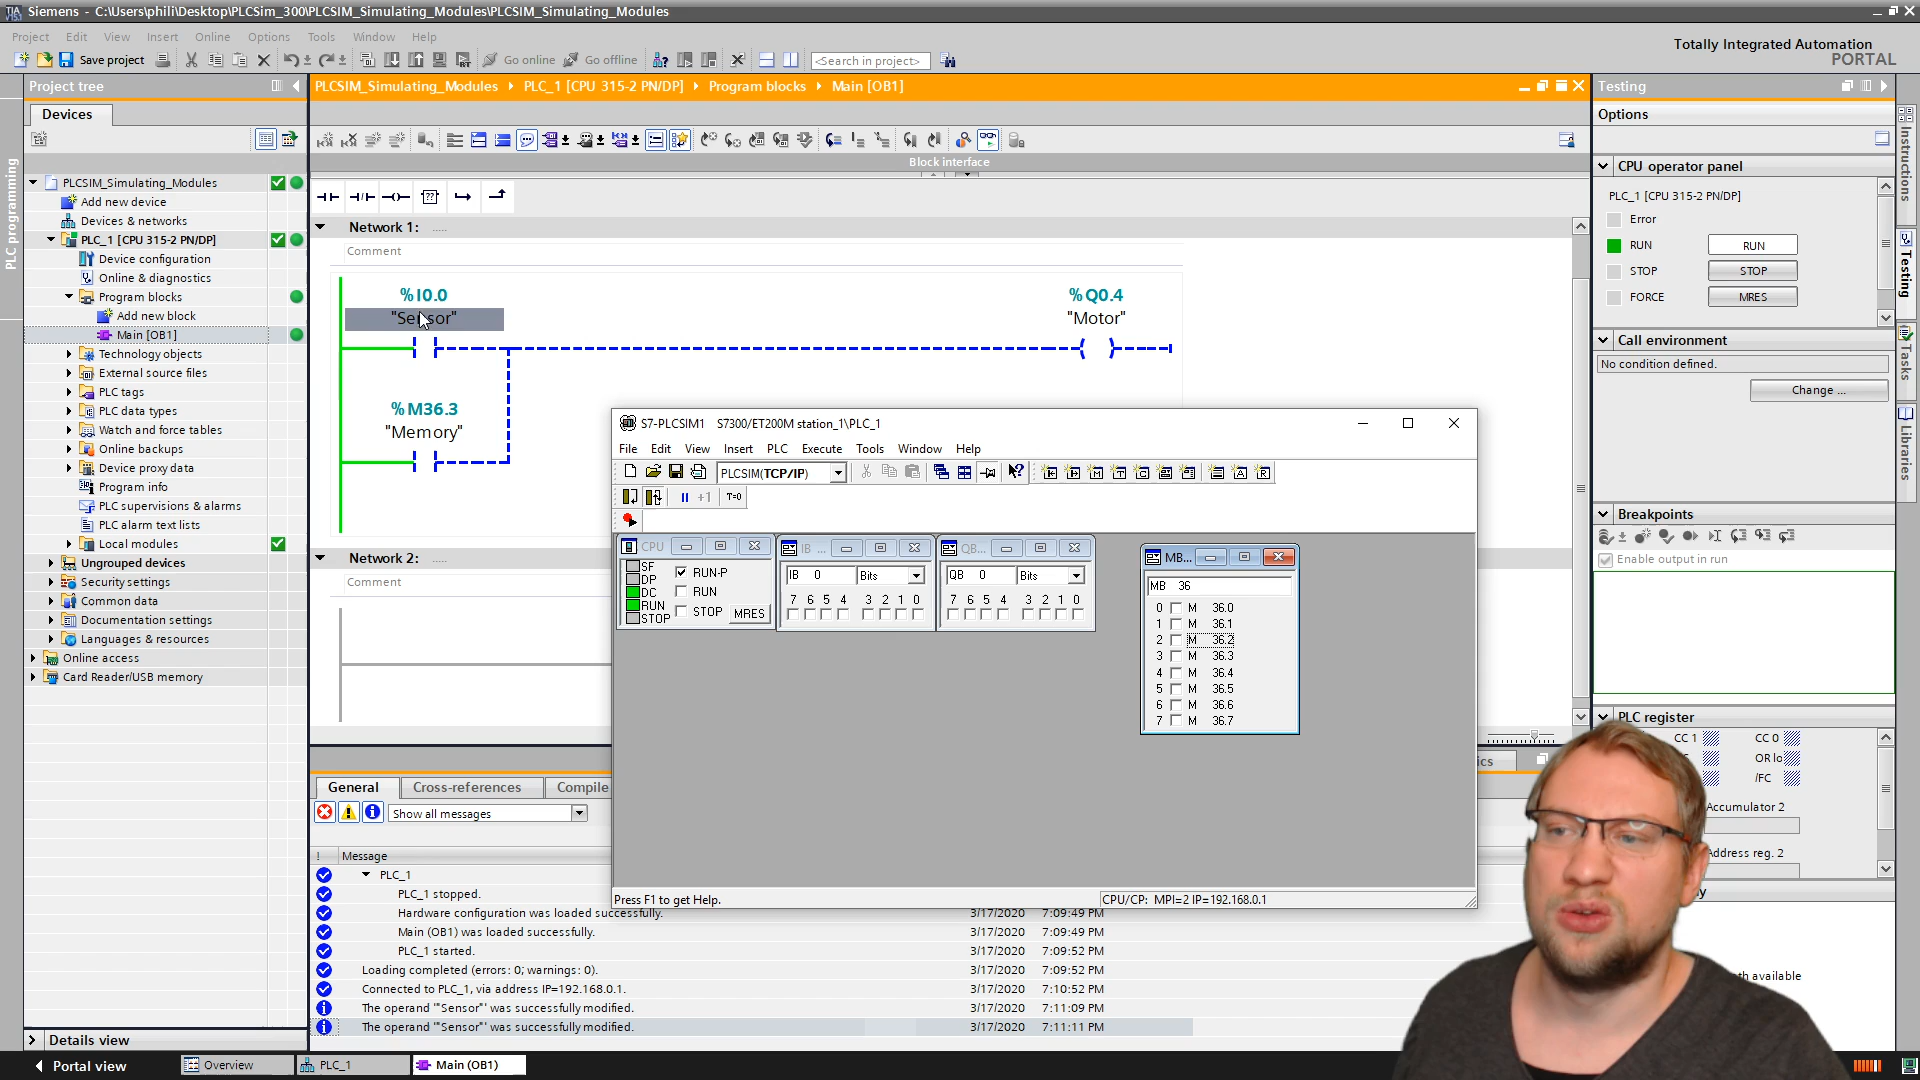 Siemens - C:\Users\phili\Desktop\PLCSim_300\PLCSIM_Simulating_Modules\PLCSIM_Simulating_Modules
Project Edit View Insert Online Options Tools Window Help
Totally Integrated Automation
PORTAL
Save project
Go online
Go offline
<Search in project>
Project tree
PLCSIM_Simulating_Modules
PLC_1 [CPU 315-2 PN/DP]
Program blocks
Main [OB1]
Testing
Devices
Options
PLC programming
Block interface
CPU operator panel
PLC_1 [CPU 315-2 PN/DP]
Error
RUN
RUN
STOP
STOP
FORCE
MRES
Call environment
No condition defined.
Change ...
Breakpoints
Enable output in run
PLC register
CC 1
CC 0
/FC
Accumulator 2
Address reg. 2
Instructions
Testing
Tasks
Libraries
PLCSIM_Simulating_Modules
Add new device
Devices & networks
PLC_1 [CPU 315-2 PN/DP]
Device configuration
Online & diagnostics
Program blocks
Add new block
Main [OB1]
Technology objects
External source files
PLC tags
PLC data types
Watch and force tables
Online backups
Device proxy data
Program info
PLC supervisions & alarms
PLC alarm text lists
Local modules
Ungrouped devices
Security settings
Common data
Documentation settings
Languages & resources
Online access
Card Reader/USB memory
Details view
Network 1: .....
Comment
%I0.0
"Sensor"
%Q0.4
"Motor"
%M36.3
"Memory"
Network 2: .....
Comment
S7-PLCSIM1 S7300/ET200M station_1\PLC_1
File Edit View Insert PLC Execute Tools Window Help
PLCSIM(TCP/IP)
+1 T=0
CPU
SF
DP
DC
RUN
STOP
RUN-P
RUN
STOP
MRES
IB ...
IB 0
Bits
7 6 5 4 3 2 1 0
QB...
QB 0
Bits
7 6 5 4 3 2 1 0
MB...
MB 36
0 M 36.0
1 M 36.1
2 M 36.2
3 M 36.3
4 M 36.4
5 M 36.5
6 M 36.6
7 M 36.7
Press F1 to get Help.
CPU/CP: MPI=2 IP=192.168.0.1
General
Cross-references
Compile
Show all messages
! Message
PLC_1
PLC_1 stopped.
Hardware configuration was loaded successfully. 3/17/2020 7:09:49 PM
Main (OB1) was loaded successfully. 3/17/2020 7:09:49 PM
PLC_1 started. 3/17/2020 7:09:52 PM
Loading completed (errors: 0; warnings: 0). 3/17/2020 7:09:52 PM
Connected to PLC_1, via address IP=192.168.0.1. 3/17/2020 7:10:52 PM
The operand '"Sensor"' was successfully modified. 3/17/2020 7:11:09 PM
The operand '"Sensor"' was successfully modified. 3/17/2020 7:11:11 PM
available
Portal view
Overview
PLC_1
Main (OB1)